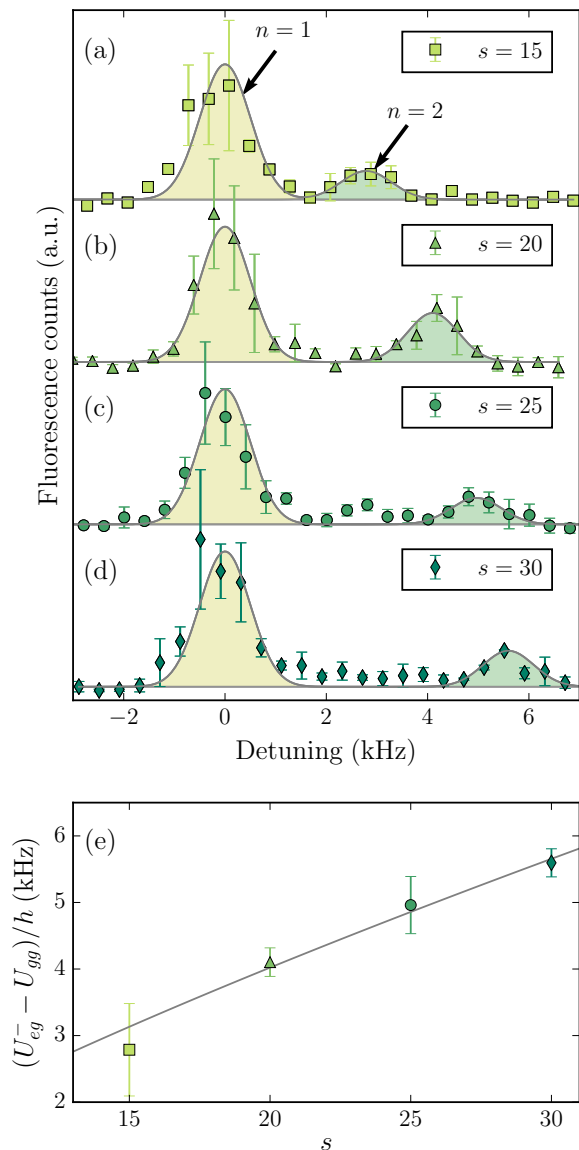 (a)
n = 1
s = 15
n = 2
(b)
s = 20
(c)
s = 25
(d)
s = 30
Fluorescence counts (a.u.)
−2 0 2 4 6
Detuning (kHz)
(e)
6
5
4
3
2
(U⁻eg − Ugg)/h (kHz)
15 20 25 30
s